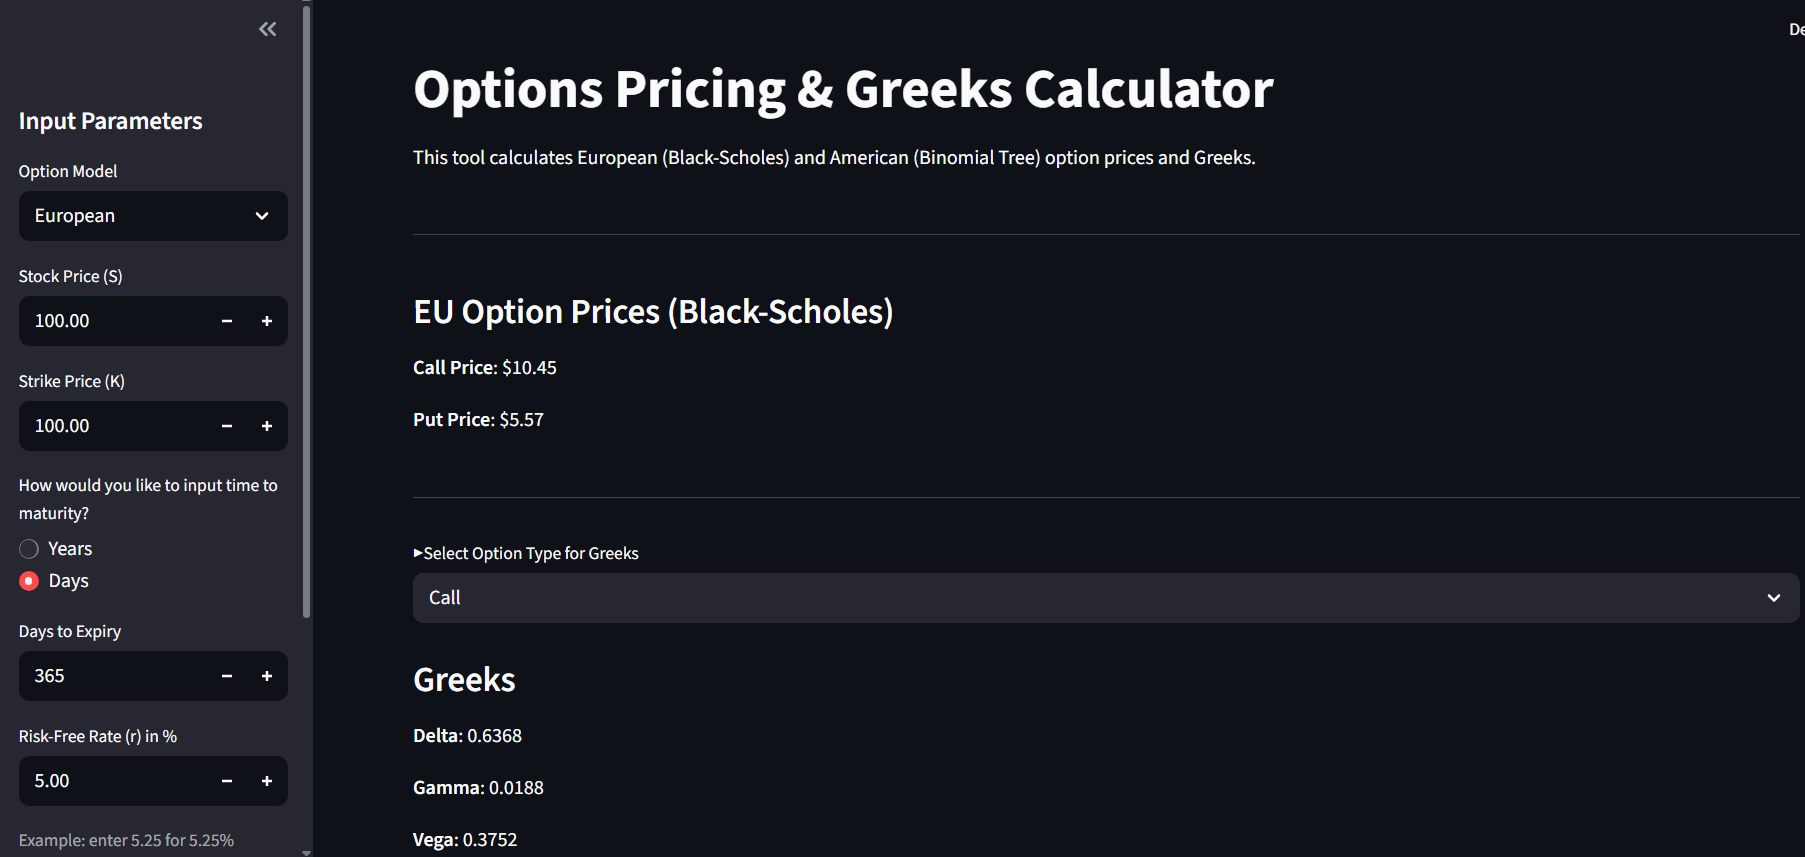 Input Parameters
Option Model
European
Stock Price (S)
100.00
Strike Price (K)
100.00
How would you like to input time to
maturity?
Years
Days
Days to Expiry
365
Risk-Free Rate (r) in %
5.00
Example: enter 5.25 for 5.25%
Options Pricing & Greeks Calculator
This tool calculates European (Black-Scholes) and American (Binomial Tree) option prices and Greeks.
EU Option Prices (Black-Scholes)
Call Price: $10.45
Put Price: $5.57
Select Option Type for Greeks
Call
Greeks
Delta: 0.6368
Gamma: 0.0188
Vega: 0.3752